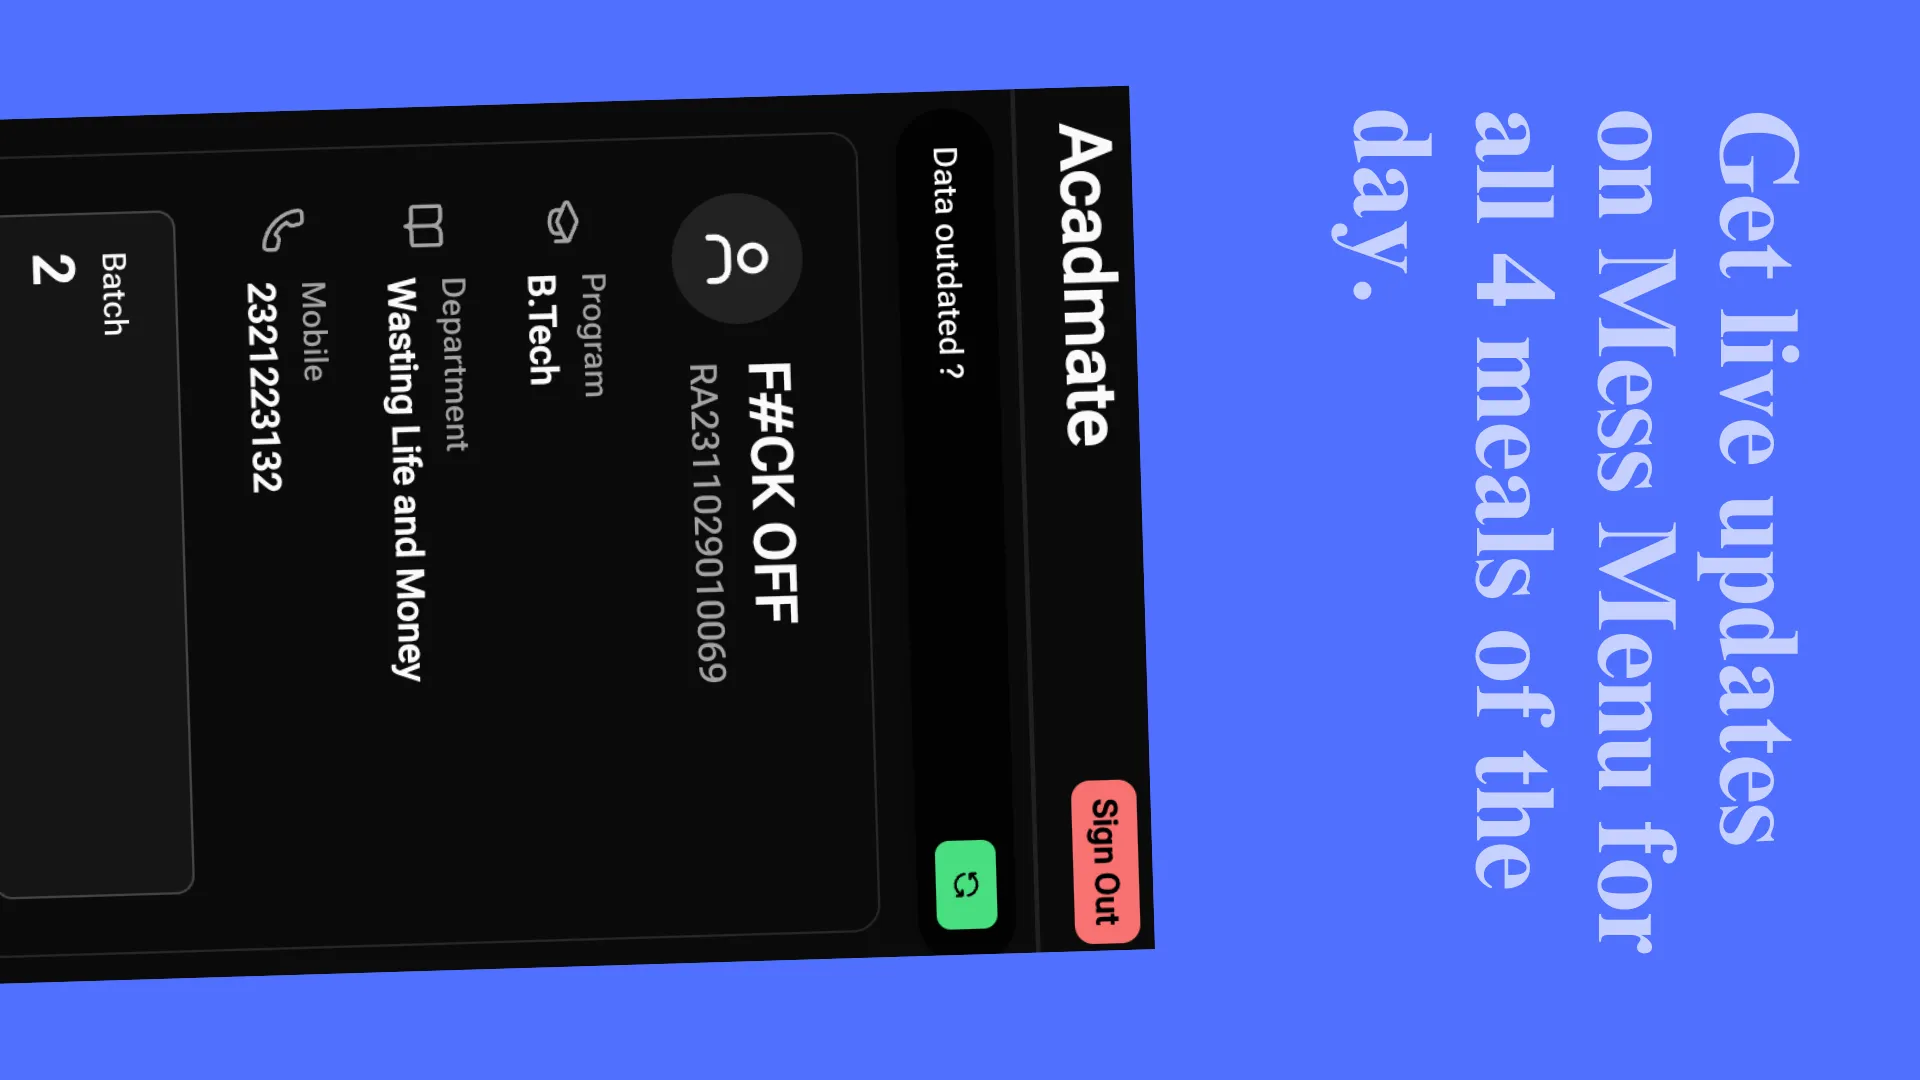 Get live updates
on Mess Menu for
all 4 meals of the
day.
Acadmate
Sign Out
Data outdated ?
F#CK OFF
RA2311029010069
Program
B.Tech
Department
Wasting Life and Money
Mobile
2321223132
Batch
2